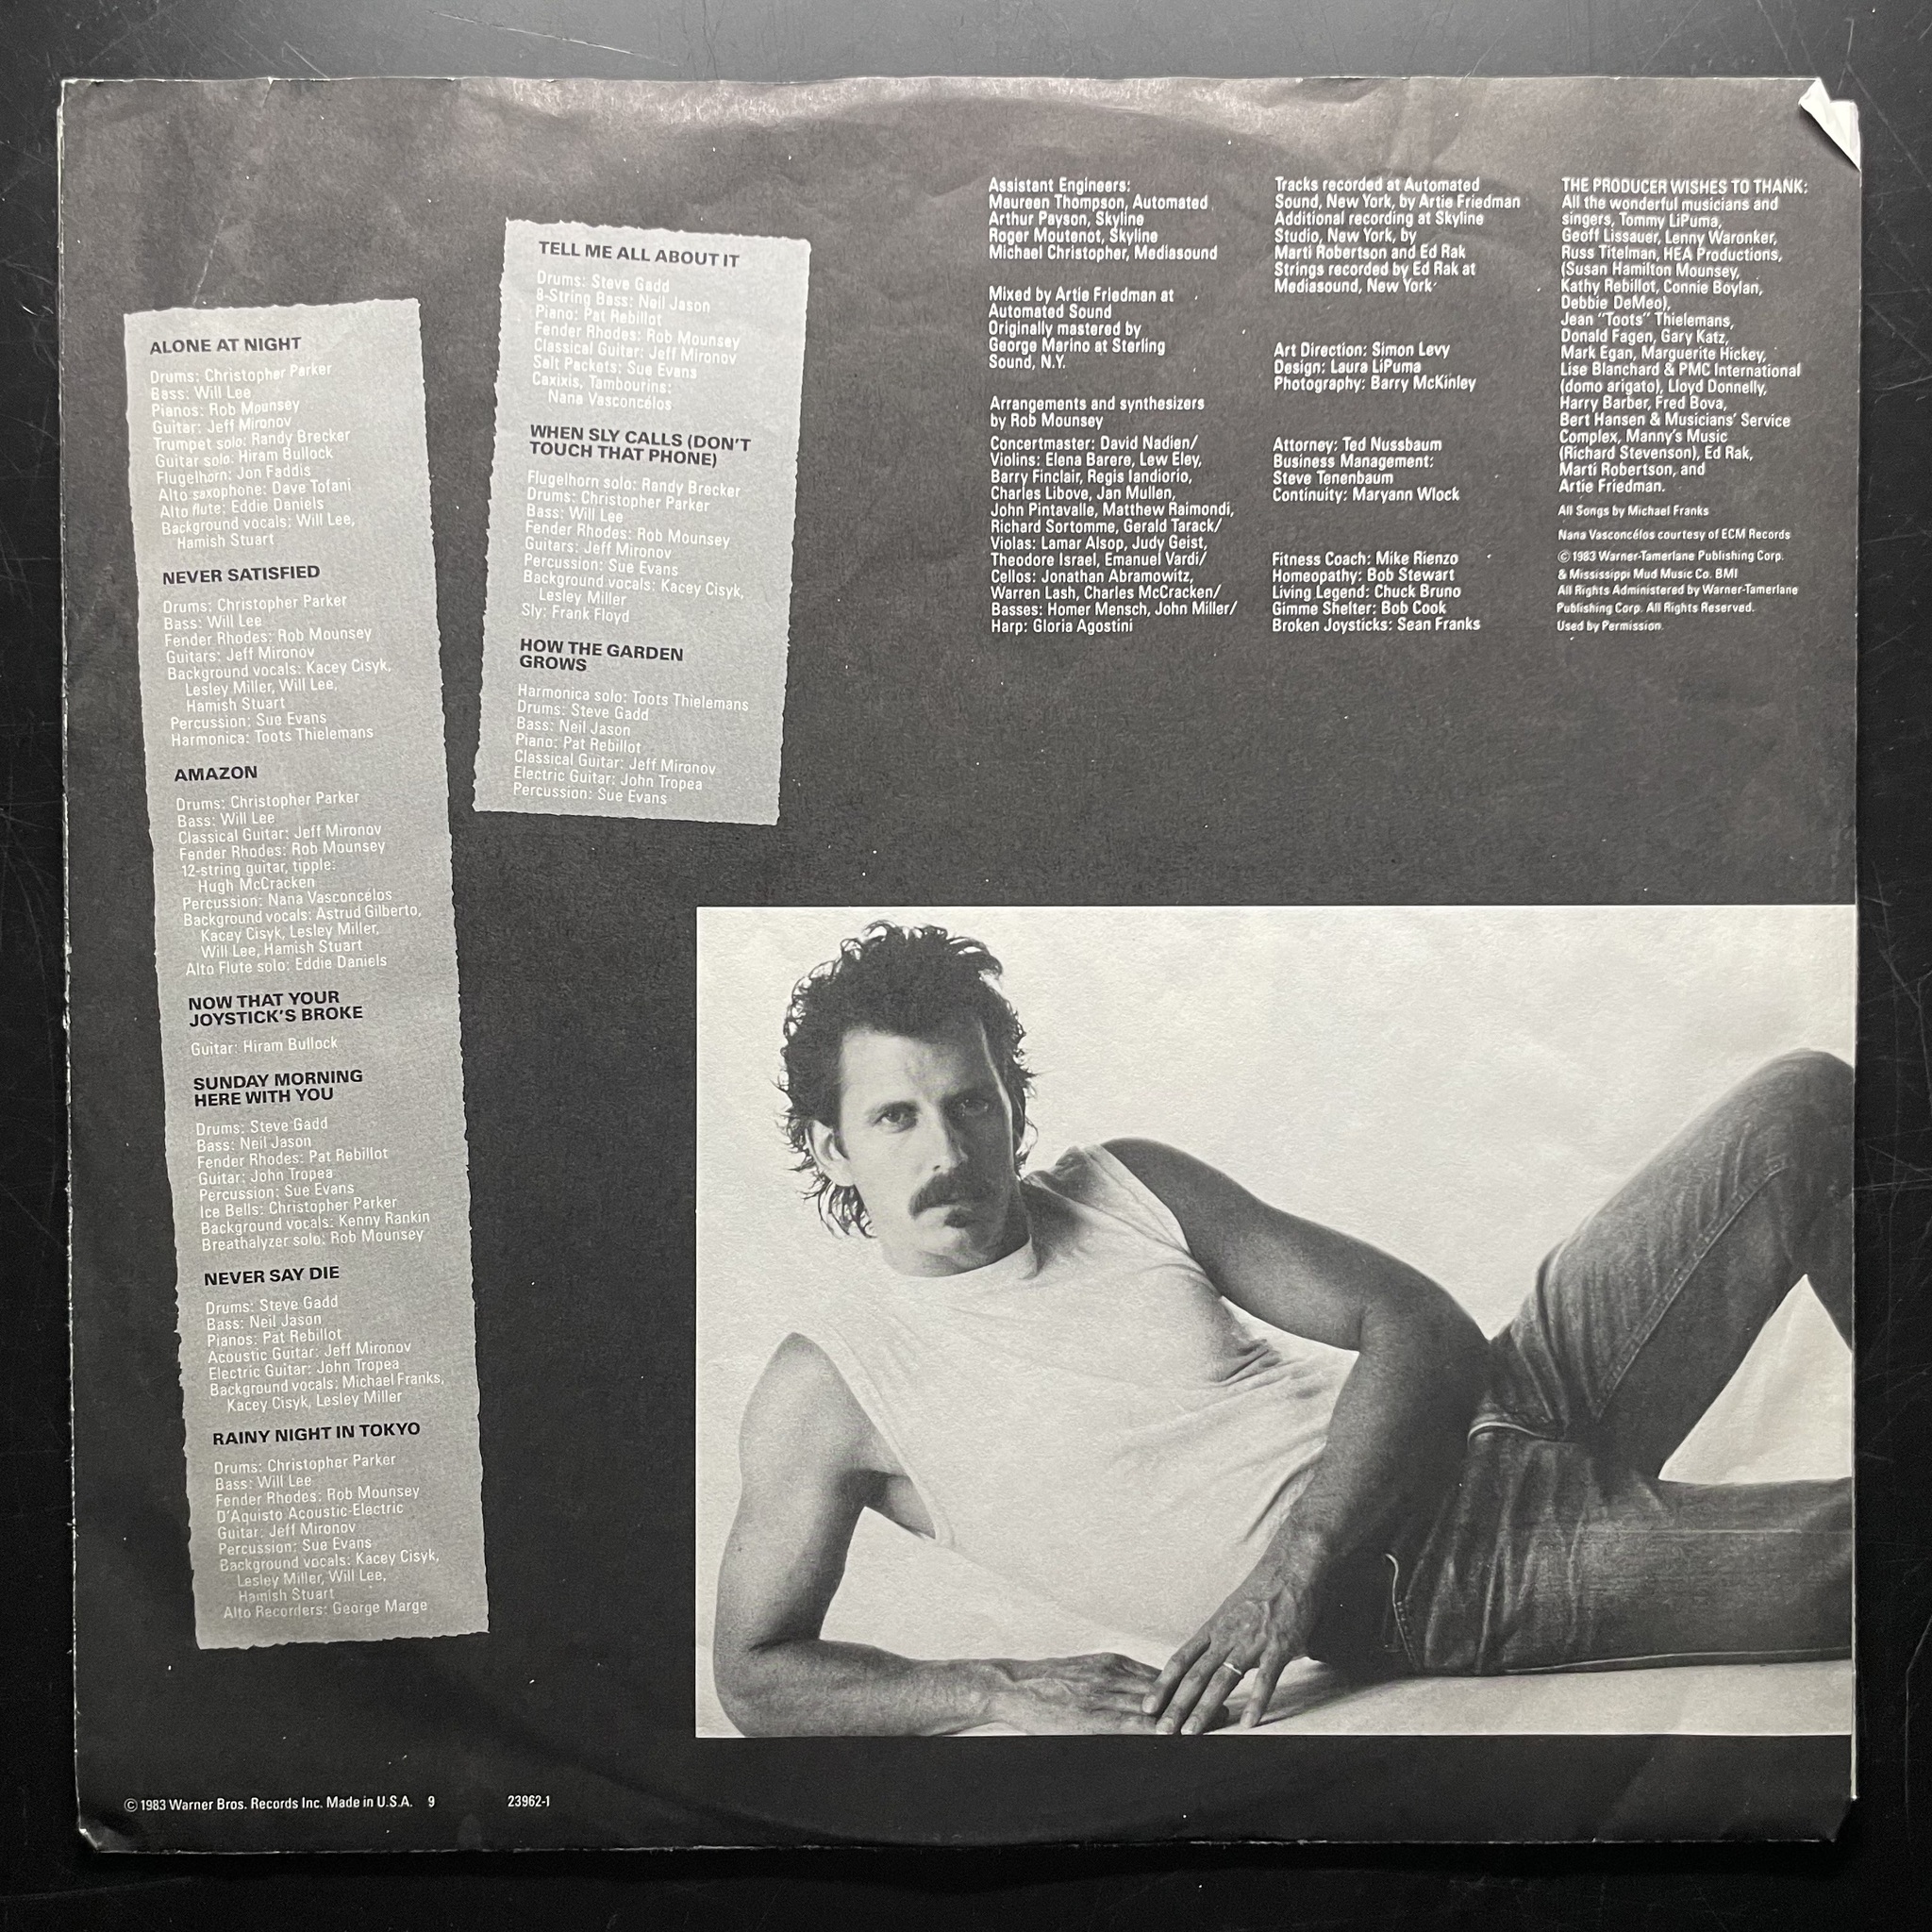 ALONE AT NIGHT
Drums: Christopher Parker
Bass: Will Lee
Pianos: Rob Mounsey
Guitar: Jeff Mironov
Trumpet solo: Randy Brecker
Guitar solo: Hiram Bullock
Flugelhorn: Jon Faddis
Alto saxophone: Dave Tofani
Alto flute: Eddie Daniels
Background vocals: Will Lee,
Hamish Stuart
NEVER SATISFIED
Drums: Christopher Parker
Bass: Will Lee
Fender Rhodes: Rob Mounsey
Guitars: Jeff Mironov
Background vocals: Kacey Cisyk,
Lesley Miller, Will Lee,
Hamish Stuart
Percussion: Sue Evans
Harmonica: Toots Thielemans
AMAZON
Drums: Christopher Parker
Bass: Will Lee
Classical Guitar: Jeff Mironov
Fender Rhodes: Rob Mounsey
12-string guitar, tipple:
Hugh McCracken
Percussion: Nana Vasconcélos
Background vocals: Astrud Gilberto,
Kacey Cisyk, Lesley Miller,
Will Lee, Hamish Stuart
Alto Flute solo: Eddie Daniels
NOW THAT YOUR
JOYSTICK'S BROKE
Guitar: Hiram Bullock
SUNDAY MORNING
HERE WITH YOU
Drums: Steve Gadd
Bass: Neil Jason
Fender Rhodes: Pat Rebillot
Guitar: John Tropea
Percussion: Sue Evans
Ice Bells: Christopher Parker
Background vocals: Kenny Rankin
Breathalyzer solo: Rob Mounsey
NEVER SAY DIE
Drums: Steve Gadd
Bass: Neil Jason
Pianos: Pat Rebillot
Acoustic Guitar: Jeff Mironov
Electric Guitar: John Tropea
Background vocals: Michael Franks,
Kacey Cisyk, Lesley Miller
RAINY NIGHT IN TOKYO
Drums: Christopher Parker
Bass: Will Lee
Fender Rhodes: Rob Mounsey
D'Aquisto Acoustic-Electric
Guitar: Jeff Mironov
Percussion: Sue Evans
Background vocals: Kacey Cisyk,
Lesley Miller, Will Lee,
Hamish Stuart
Alto Recorders: George Marge
TELL ME ALL ABOUT IT
Drums: Steve Gadd
8-String Bass: Neil Jason
Piano: Pat Rebillot
Fender Rhodes: Rob Mounsey
Classical Guitar: Jeff Mironov
Salt Packets: Sue Evans
Caxixis, Tambourins:
Nana Vasconcélos
WHEN SLY CALLS (DON'T
TOUCH THAT PHONE)
Flugelhorn solo: Randy Brecker
Drums: Christopher Parker
Bass: Will Lee
Fender Rhodes: Rob Mounsey
Guitars: Jeff Mironov
Percussion: Sue Evans
Background vocals: Kacey Cisyk,
Lesley Miller
Sly: Frank Floyd
HOW THE GARDEN
GROWS
Harmonica solo: Toots Thielemans
Drums: Steve Gadd
Bass: Neil Jason
Piano: Pat Rebillot
Classical Guitar: Jeff Mironov
Electric Guitar: John Tropea
Percussion: Sue Evans
Assistant Engineers:
Maureen Thompson, Automated
Arthur Payson, Skyline
Roger Moutenot, Skyline
Michael Christopher, Mediasound
Mixed by Artie Friedman at
Automated Sound
Originally mastered by
George Marino at Sterling
Sound, N.Y.
Arrangements and synthesizers
by Rob Mounsey
Concertmaster: David Nadien/
Violins: Elena Barere, Lew Eley,
Barry Finclair, Regis Iandiorio,
Charles Libove, Jan Mullen,
John Pintavalle, Matthew Raimondi,
Richard Sortomme, Gerald Tarack/
Violas: Lamar Alsop, Judy Geist,
Theodore Israel, Emanuel Vardi/
Cellos: Jonathan Abramowitz,
Warren Lash, Charles McCracken/
Basses: Homer Mensch, John Miller/
Harp: Gloria Agostini
Tracks recorded at Automated
Sound, New York, by Artie Friedman
Additional recording at Skyline
Studio, New York, by
Marti Robertson and Ed Rak
Strings recorded by Ed Rak at
Mediasound, New York
Art Direction: Simon Levy
Design: Laura LiPuma
Photography: Barry McKinley
Attorney: Ted Nussbaum
Business Management:
Steve Tenenbaum
Continuity: Maryann Wlock
Fitness Coach: Mike Rienzo
Homeopathy: Bob Stewart
Living Legend: Chuck Bruno
Gimme Shelter: Bob Cook
Broken Joysticks: Sean Franks
THE PRODUCER WISHES TO THANK:
All the wonderful musicians and
singers, Tommy LiPuma,
Geoff Lissauer, Lenny Waronker,
Russ Titelman, HEA Productions,
(Susan Hamilton Mounsey,
Kathy Rebillot, Connie Boylan,
Debbie DeMeo),
Jean "Toots" Thielemans,
Donald Fagen, Gary Katz,
Mark Egan, Marguerite Hickey,
Lise Blanchard & PMC International
(domo arigato), Lloyd Donnelly,
Harry Barber, Fred Bova,
Bert Hansen & Musicians' Service
Complex, Manny's Music
(Richard Stevenson), Ed Rak,
Marti Robertson, and
Artie Friedman.
All Songs by Michael Franks
Nana Vasconcélos courtesy of ECM Records
©1983 Warner-Tamerlane Publishing Corp.
& Mississippi Mud Music Co. BMI
All Rights Administered by Warner-Tamerlane
Publishing Corp. All Rights Reserved.
Used by Permission.
©1983 Warner Bros. Records Inc. Made in U.S.A. 9 23962-1